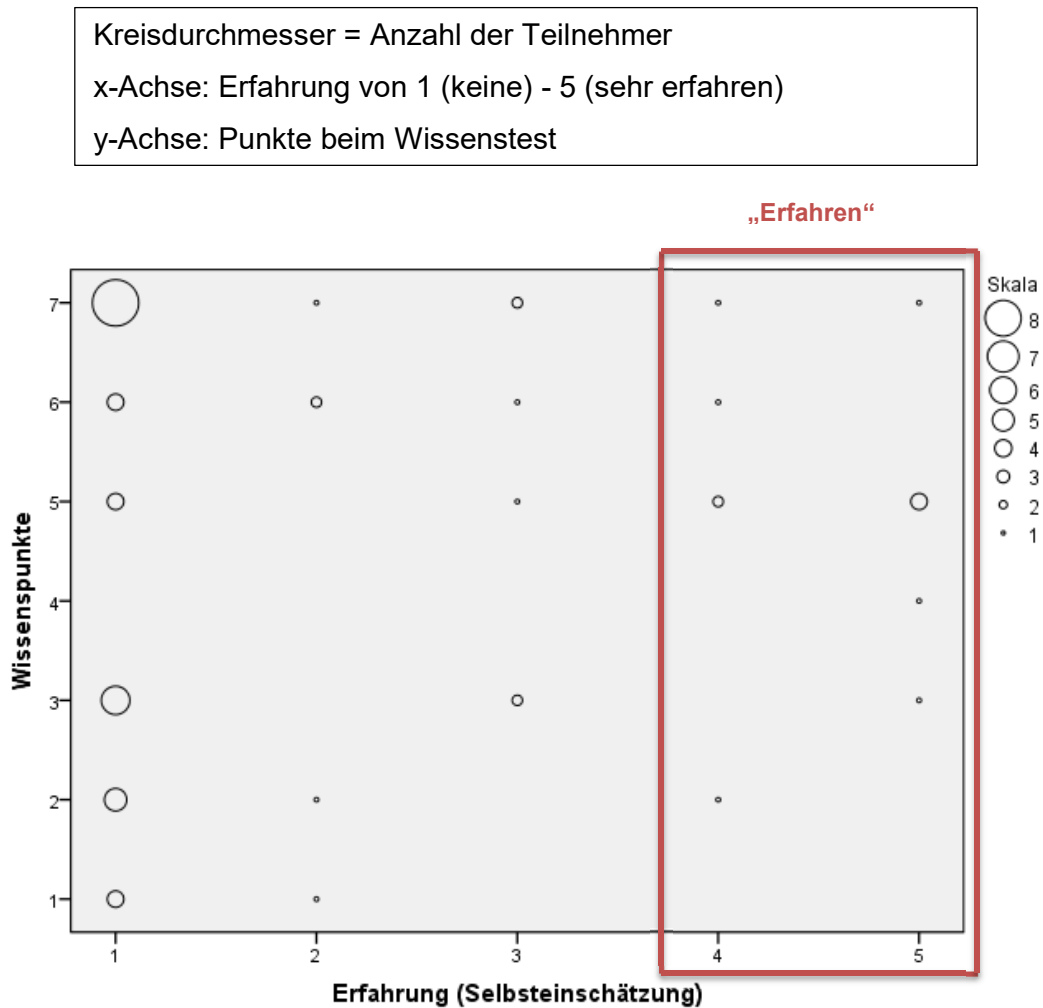 Kreisdurchmesser = Anzahl der Teilnehmer
x-Achse: Erfahrung von 1 (keine) - 5 (sehr erfahren)
y-Achse: Punkte beim Wissenstest
„Erfahren“
Skala
8
7
6
5
4
3
2
1
Wissenspunkte
7
6
5
4
3
2
1
1 2 3 4 5
Erfahrung (Selbsteinschätzung)